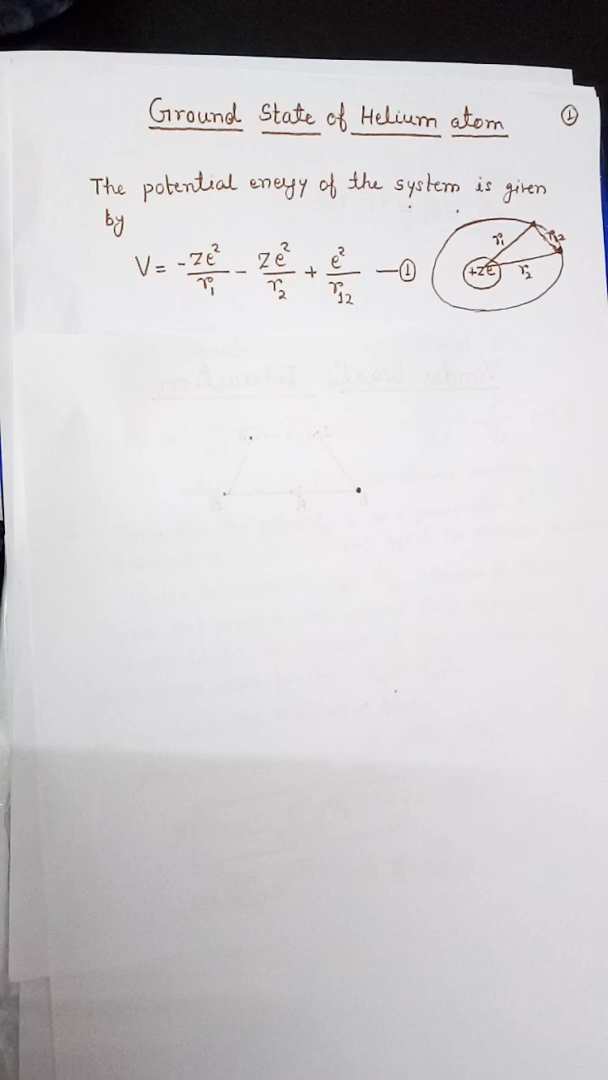 Ground State of Helium atom
①
The potential eneyy of the system is given
by
V = -Ze²/r₁ - Ze²/r₂ + e²/r₁₂ —①
r₁
r₁₂
+Ze
r₂